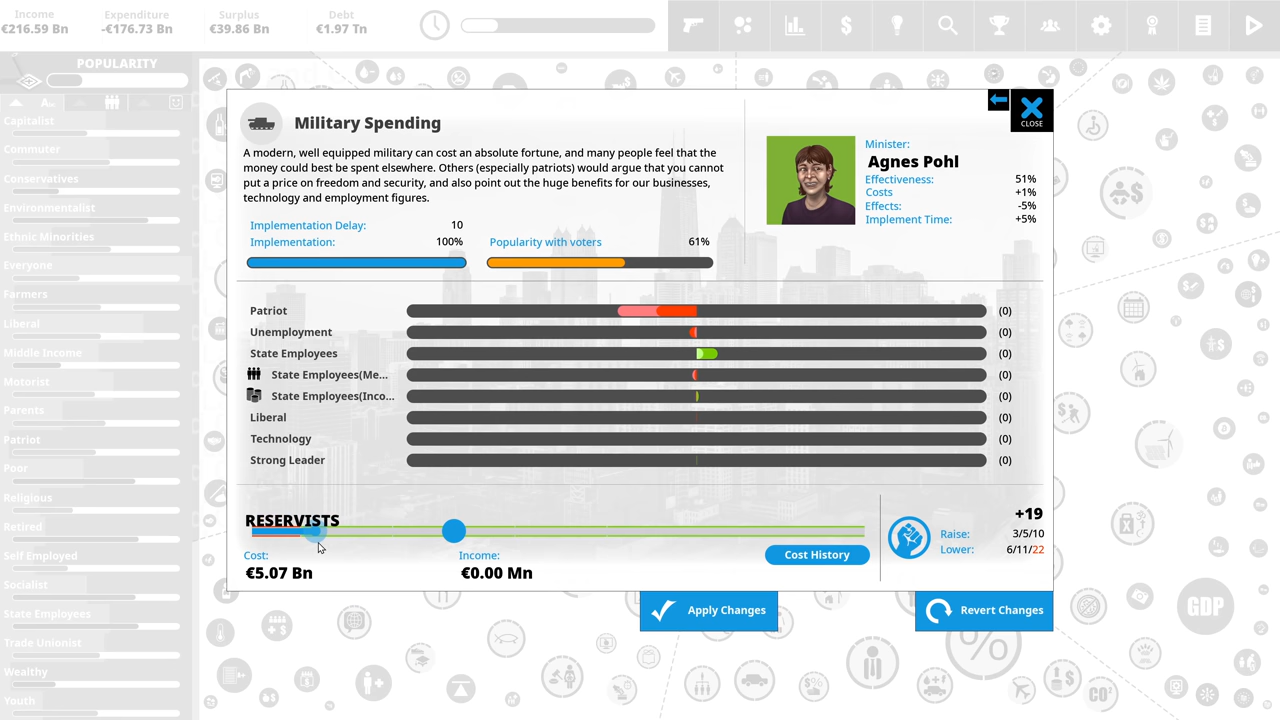 Income
Expenditure
Surplus
Debt
€216.59 Bn
-€176.73 Bn
€39.86 Bn
€1.97 Tn
POPULARITY
Capitalist
Commuter
Conservatives
Environmentalist
Ethnic Minorities
Everyone
Farmers
Liberal
Middle Income
Motorist
Parents
Patriot
Poor
Religious
Retired
Self Employed
Socialist
State Employees
Trade Unionist
Wealthy
Youth
Military Spending
A modern, well equipped military can cost an absolute fortune, and many people feel that the
money could best be spent elsewhere. Others (especially patriots) would argue that you cannot
put a price on freedom and security, and also point out the huge benefits for our businesses,
technology and employment figures.
Implementation Delay: 10
Implementation: 100%
Popularity with voters 61%
CLOSE
Minister:
Agnes Pohl
Effectiveness: 51%
Costs +1%
Effects: -5%
Implement Time: +5%
Patriot (0)
Unemployment (0)
State Employees (0)
State Employees(Me... (0)
State Employees(Inco... (0)
Liberal (0)
Technology (0)
Strong Leader (0)
RESERVISTS
Cost:
€5.07 Bn
Income:
€0.00 Mn
Cost History
+19
Raise: 3/5/10
Lower: 6/11/22
Apply Changes
Revert Changes
GDP
CO²